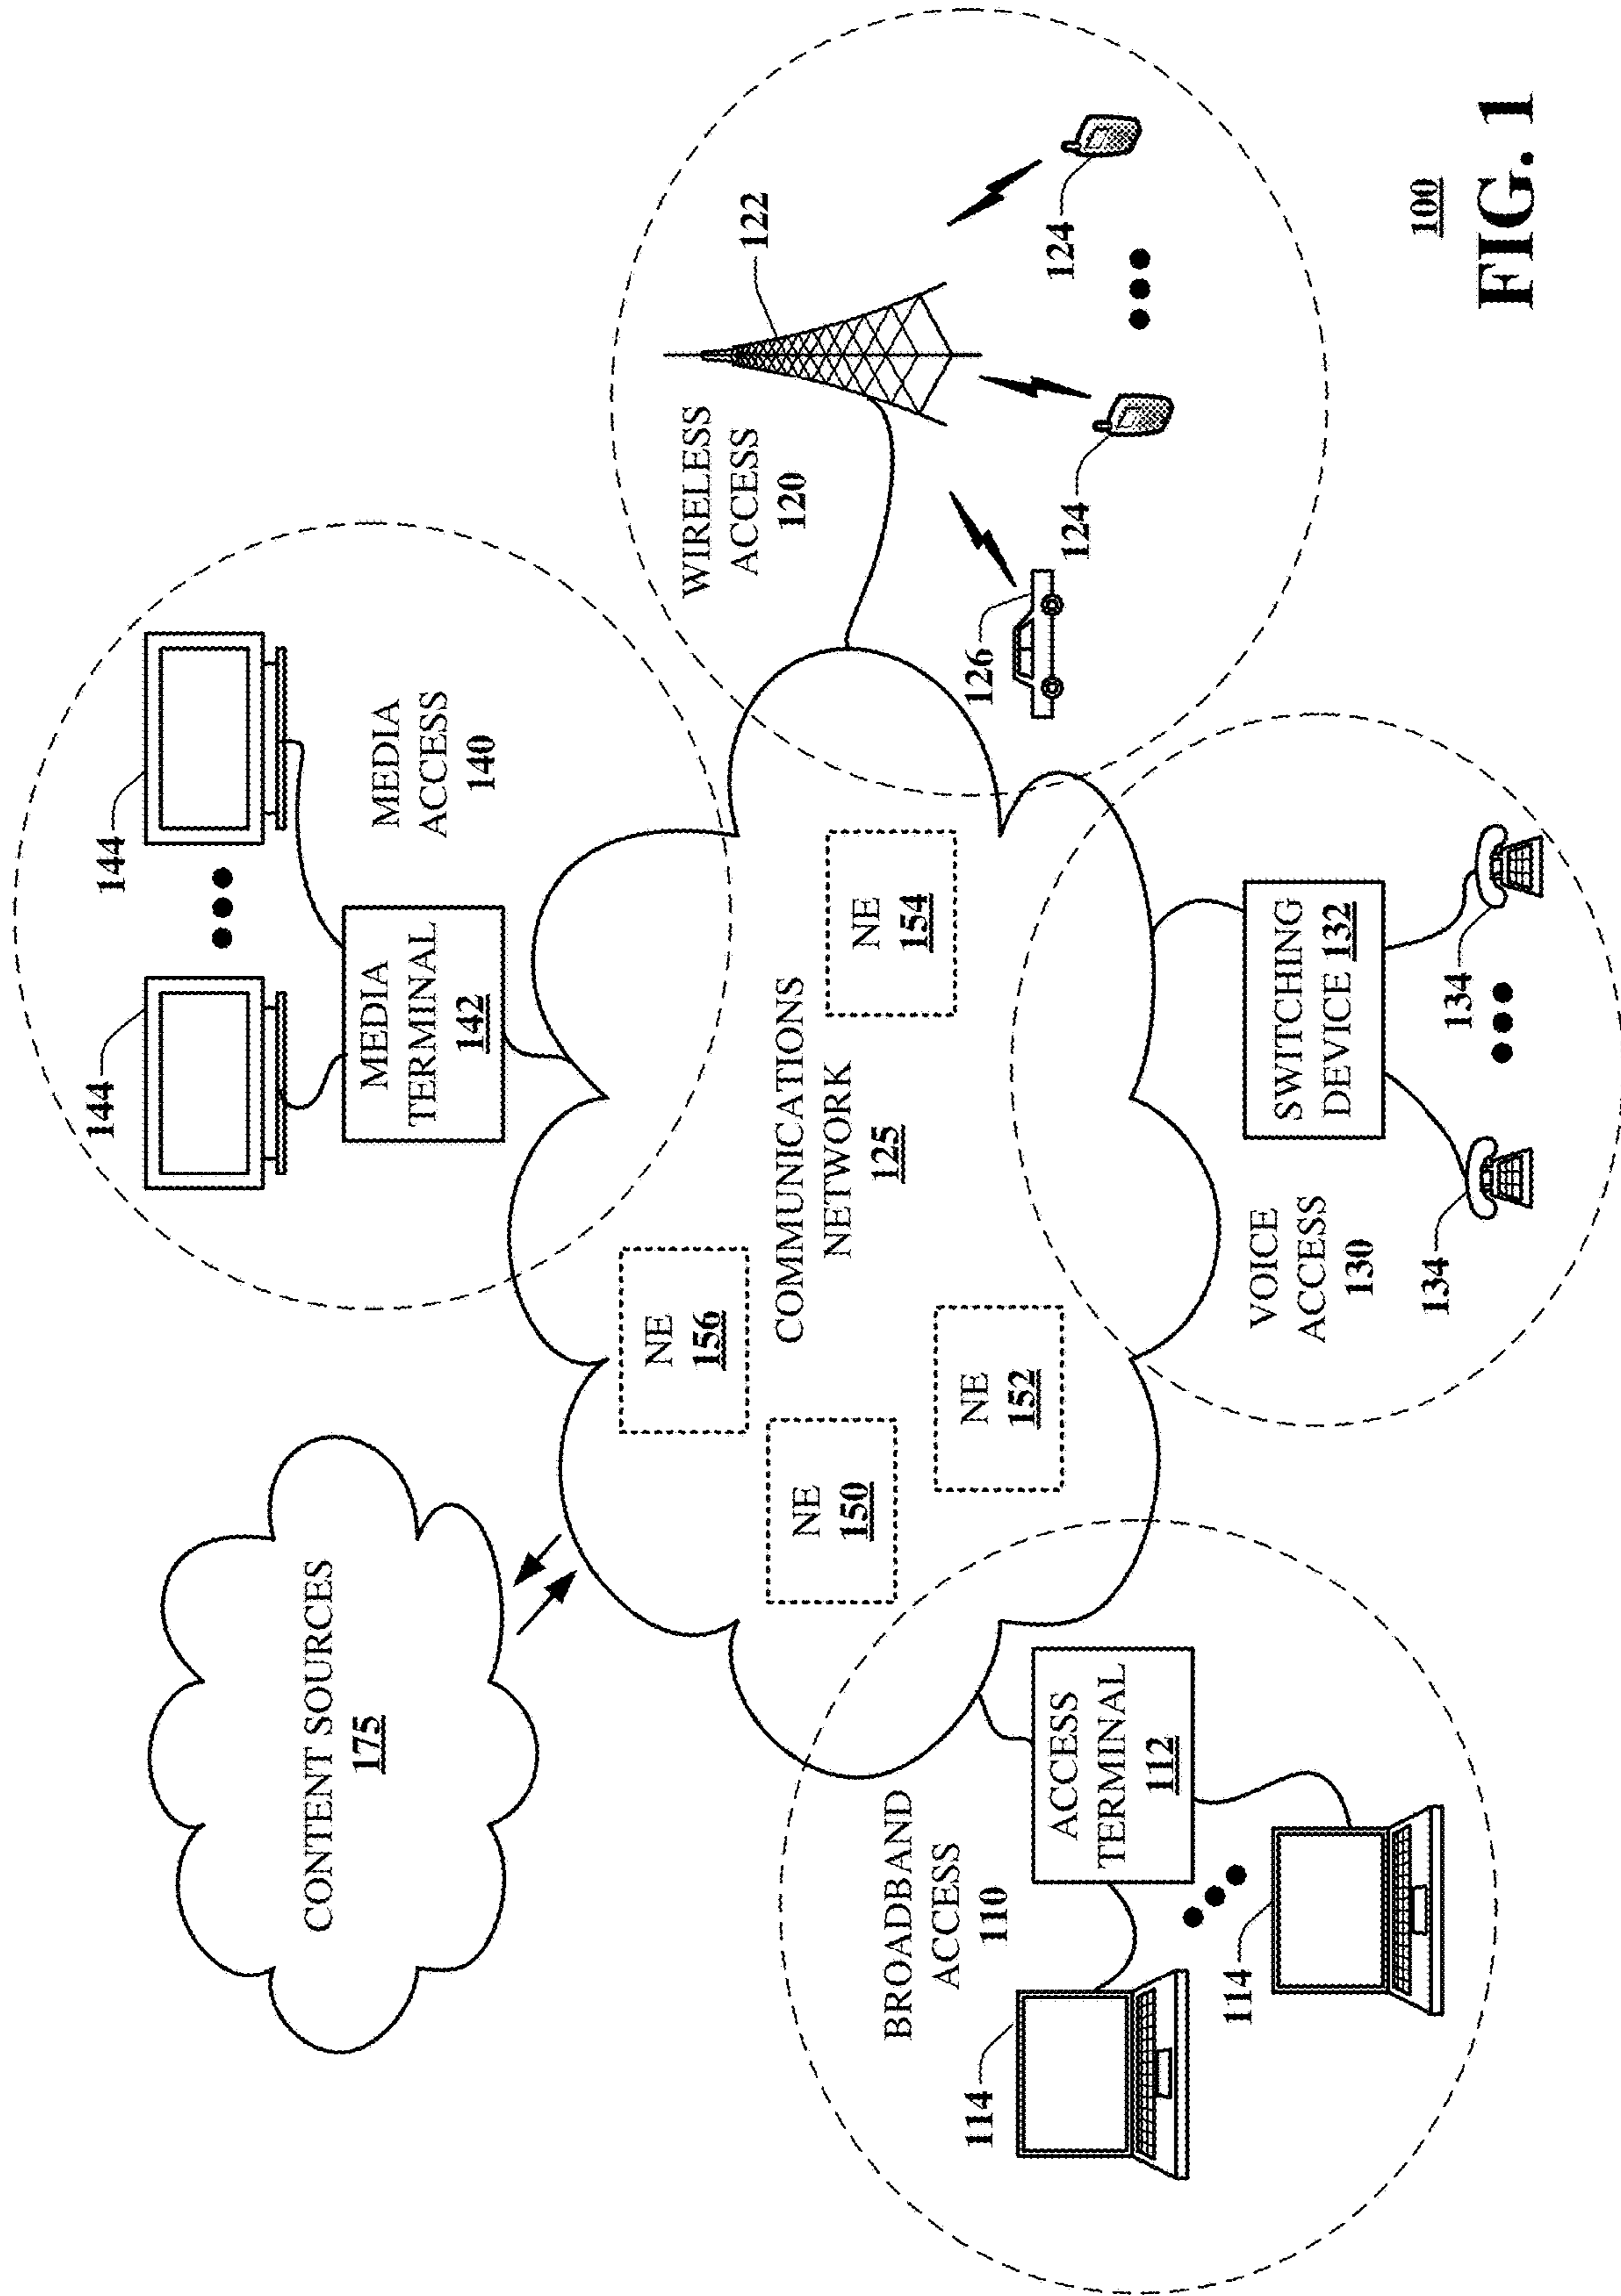 CONTENT SOURCES
175
144
144
MEDIA
TERMINAL
142
MEDIA
ACCESS
140
NE
156
NE
150
NE
152
COMMUNICATIONS
NETWORK
125
NE
154
WIRELESS
ACCESS
120
122
126
124
124
BROADBAND
ACCESS
110
ACCESS
TERMINAL
112
114
114
VOICE
ACCESS
130
SWITCHING
DEVICE 132
134
134
100
FIG. 1